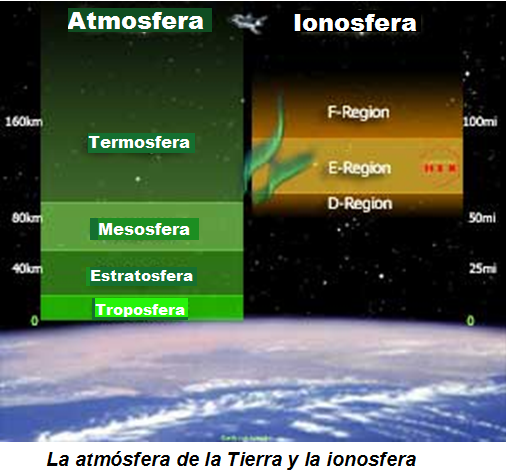 Atmosfera
Ionosfera
160km
100mi
F-Region
Termosfera
E-Region
HEX
D-Region
80km
50mi
Mesosfera
40km
25mi
Estratosfera
Troposfera
0
0
La atmósfera de la Tierra y la ionosfera